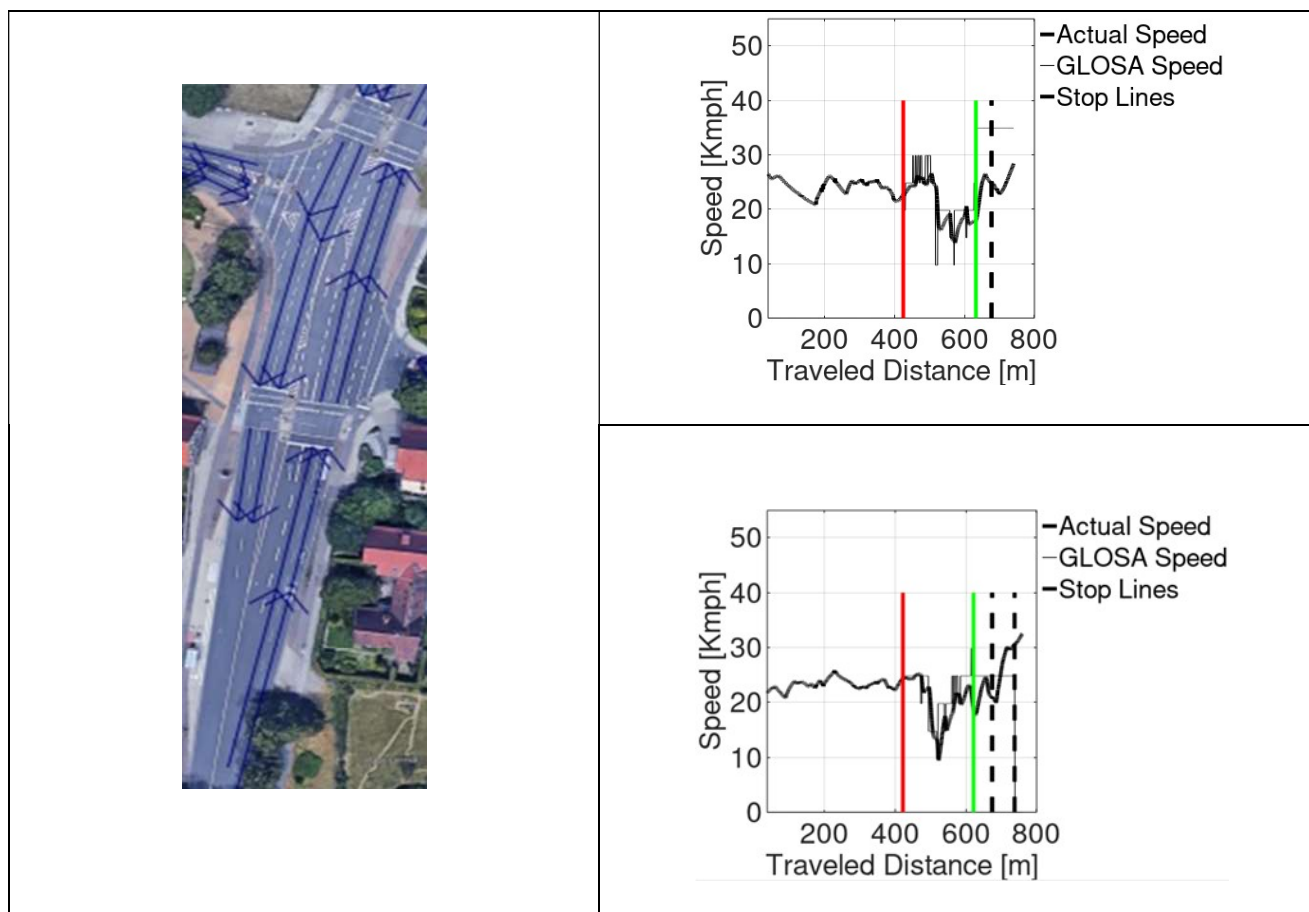 50
40
30
20
10
0
Speed [Kmph]
200 400 600 800
Traveled Distance [m]
Actual Speed
GLOSA Speed
Stop Lines
50
40
30
20
10
0
Speed [Kmph]
200 400 600 800
Traveled Distance [m]
Actual Speed
GLOSA Speed
Stop Lines